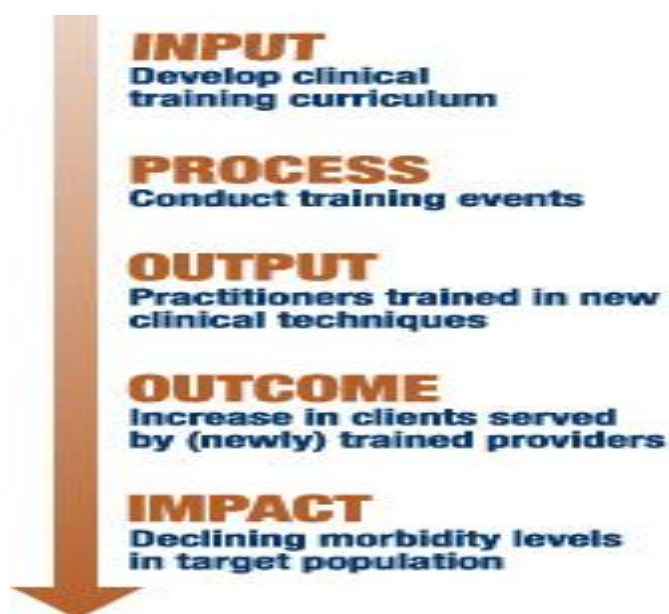 INPUT
Develop clinical
training curriculum
PROCESS
Conduct training events
OUTPUT
Practitioners trained in new
clinical techniques
OUTCOME
Increase in clients served
by (newly) trained providers
IMPACT
Declining morbidity levels
in target population